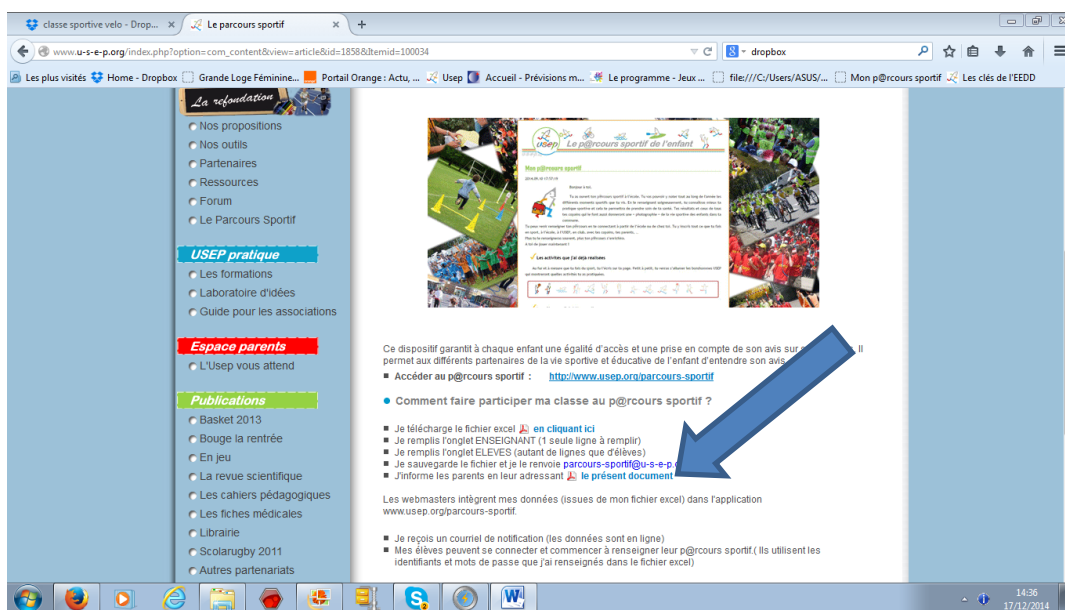 classe sportive velo - Drop...
Le parcours sportif
www.u-s-e-p.org/index.php?option=com_content&view=article&id=1858&Itemid=100034
dropbox
Les plus visités
Home - Dropbox
Grande Loge Féminine...
Portail Orange : Actu, ...
Usep
Accueil - Prévisions m...
Le programme - Jeux ...
file:///C:/Users/ASUS/...
Mon p@rcours sportif
Les clés de l'EEDD
La refondation
Nos propositions
Nos outils
Partenaires
Ressources
Forum
Le Parcours Sportif
USEP pratique
Les formations
Laboratoire d'idées
Guide pour les associations
Espace parents
L'Usep vous attend
Publications
Basket 2013
Bouge la rentrée
En jeu
La revue scientifique
Les cahiers pédagogiques
Les fiches médicales
Librairie
Scolarugby 2011
Autres partenariats
usep
Le p@rcours sportif de l'enfant
Mon p@rcours sportif
Les activités que j'ai déjà réalisées
Ce dispositif garantit à chaque enfant une égalité d'accès et une prise en compte de son avis sur Il
permet aux différents partenaires de la vie sportive et éducative de l'enfant d'entendre son avis
Accéder au p@rcours sportif : http://www.usep.org/parcours-sportif
Comment faire participer ma classe au p@rcours sportif ?
Je télécharge le fichier excel en cliquant ici
Je remplis l'onglet ENSEIGNANT (1 seule ligne à remplir)
Je remplis l'onglet ELEVES (autant de lignes que d'élèves)
Je sauvegarde le fichier et je le renvoie parcours-sportif@u-s-e-p.
J'informe les parents en leur adressant le présent document
Les webmasters intègrent mes données (issues de mon fichier excel) dans l'application
www.usep.org/parcours-sportif.
Je reçois un courriel de notification (les données sont en ligne)
Mes élèves peuvent se connecter et commencer à renseigner leur p@rcours sportif.( Ils utilisent les
identifiants et mots de passe que j'ai renseignés dans le fichier excel)
14:36
17/12/2014